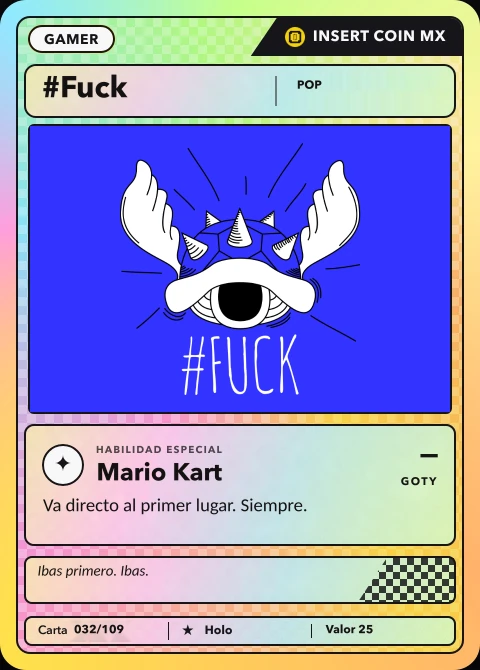 GAMER
INSERT COIN MX
#Fuck
POP
#FUCK
HABILIDAD ESPECIAL
Mario Kart
—
GOTY
Va directo al primer lugar. Siempre.
Ibas primero. Ibas.
Carta 032/109 ★ Holo Valor 25